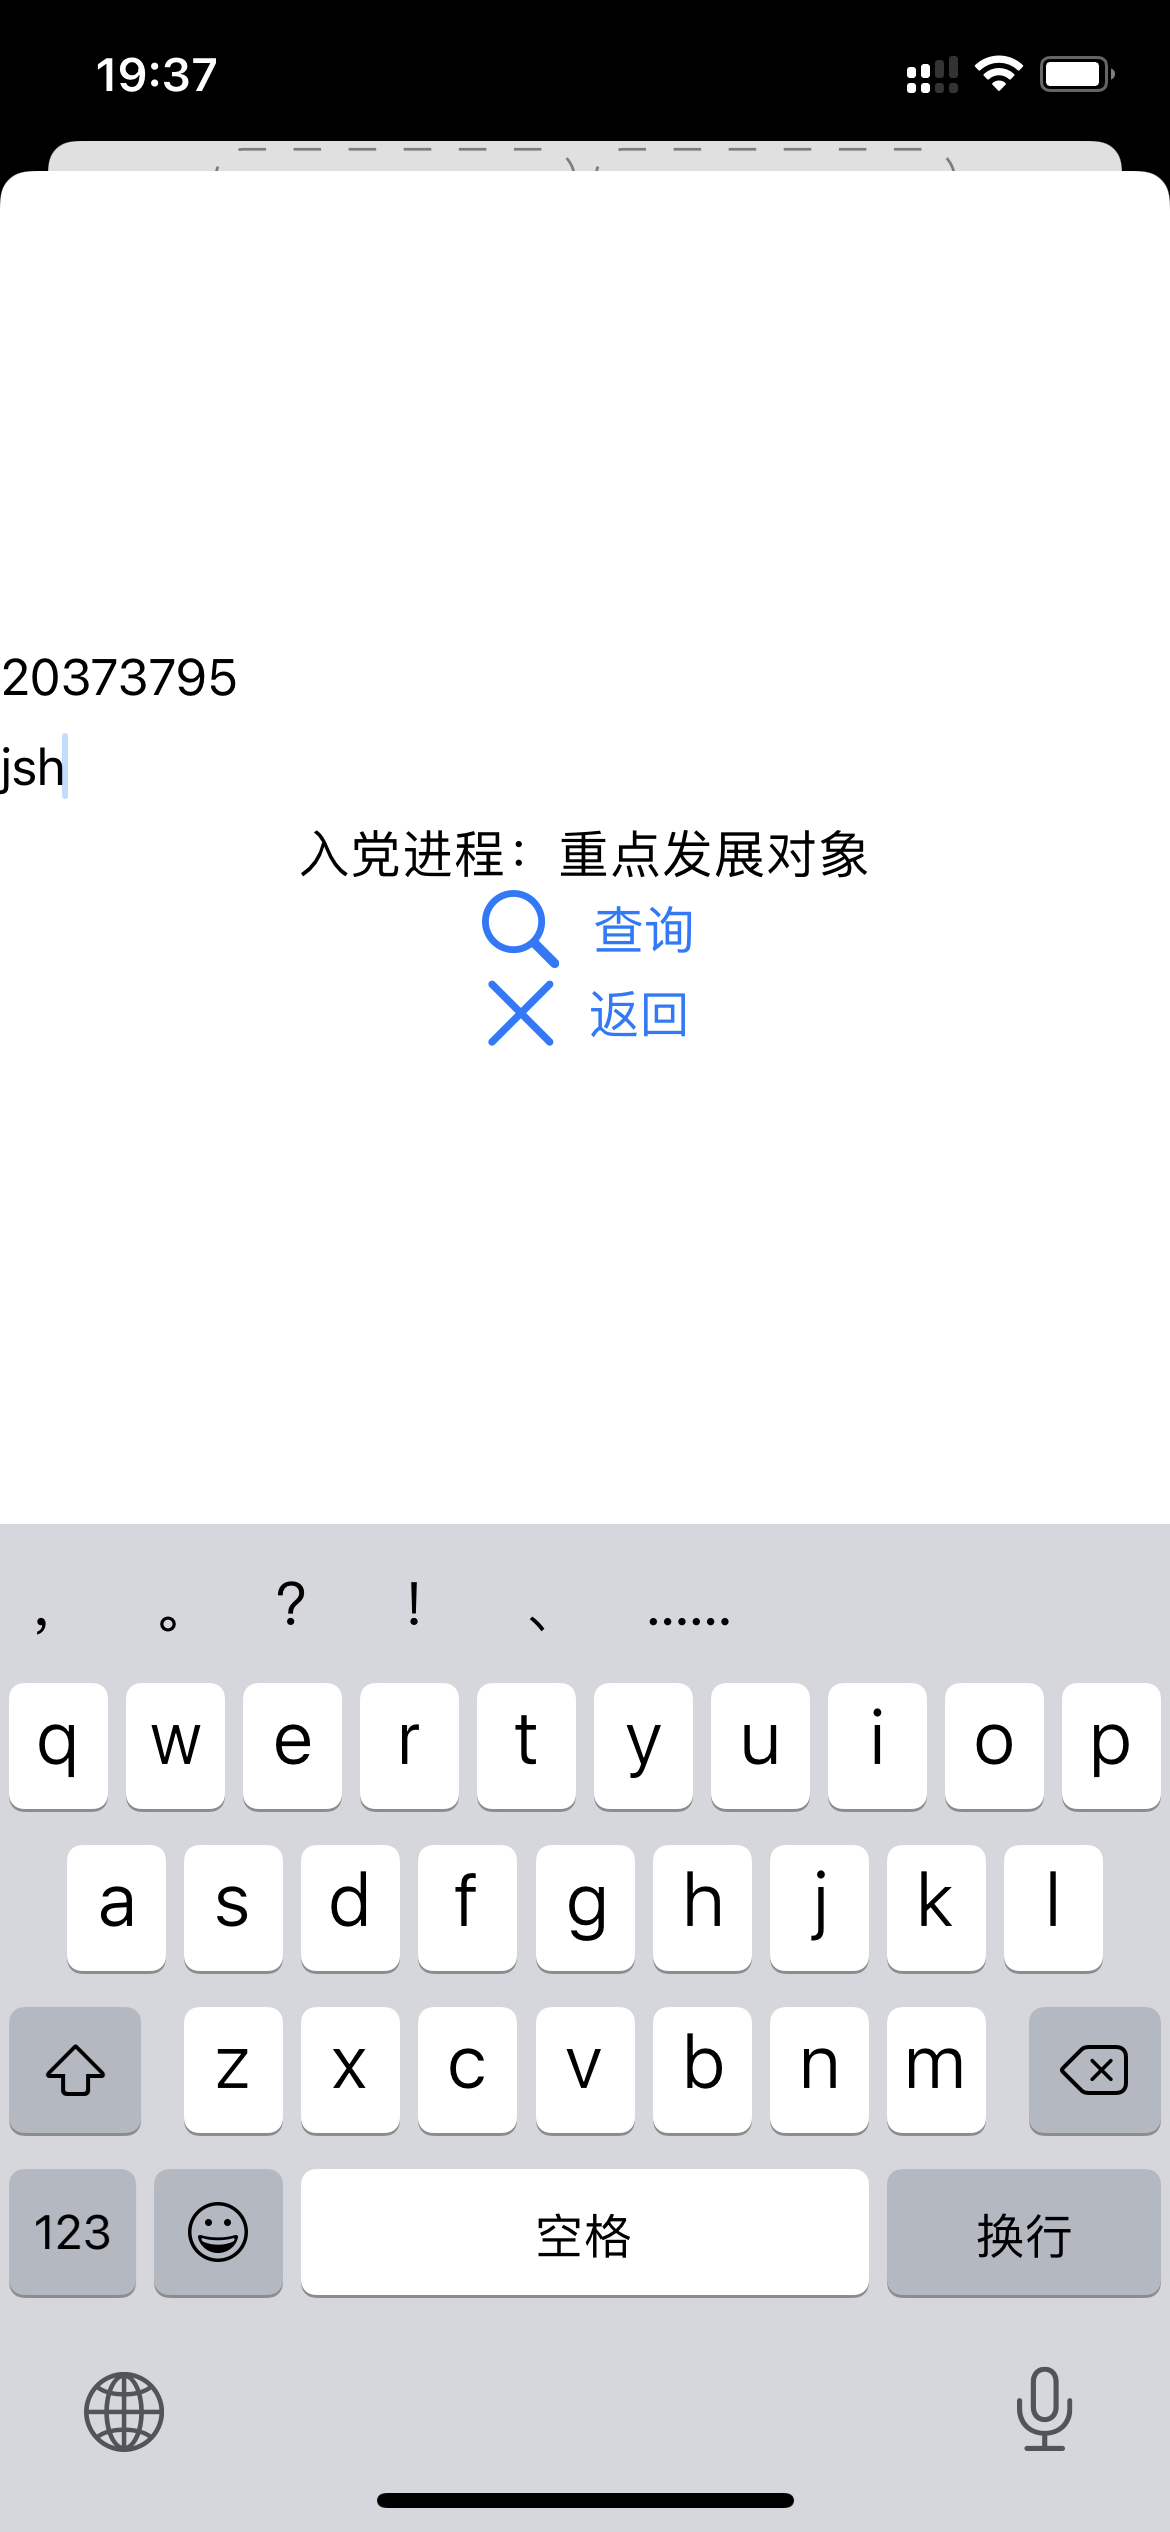 19:37
20373795
jsh
入党进程：重点发展对象
查询
返回
， 。 ？ ！ 、 ……
q w e r t y u i o p
a s d f g h j k l
z x c v b n m
123 空格 换行